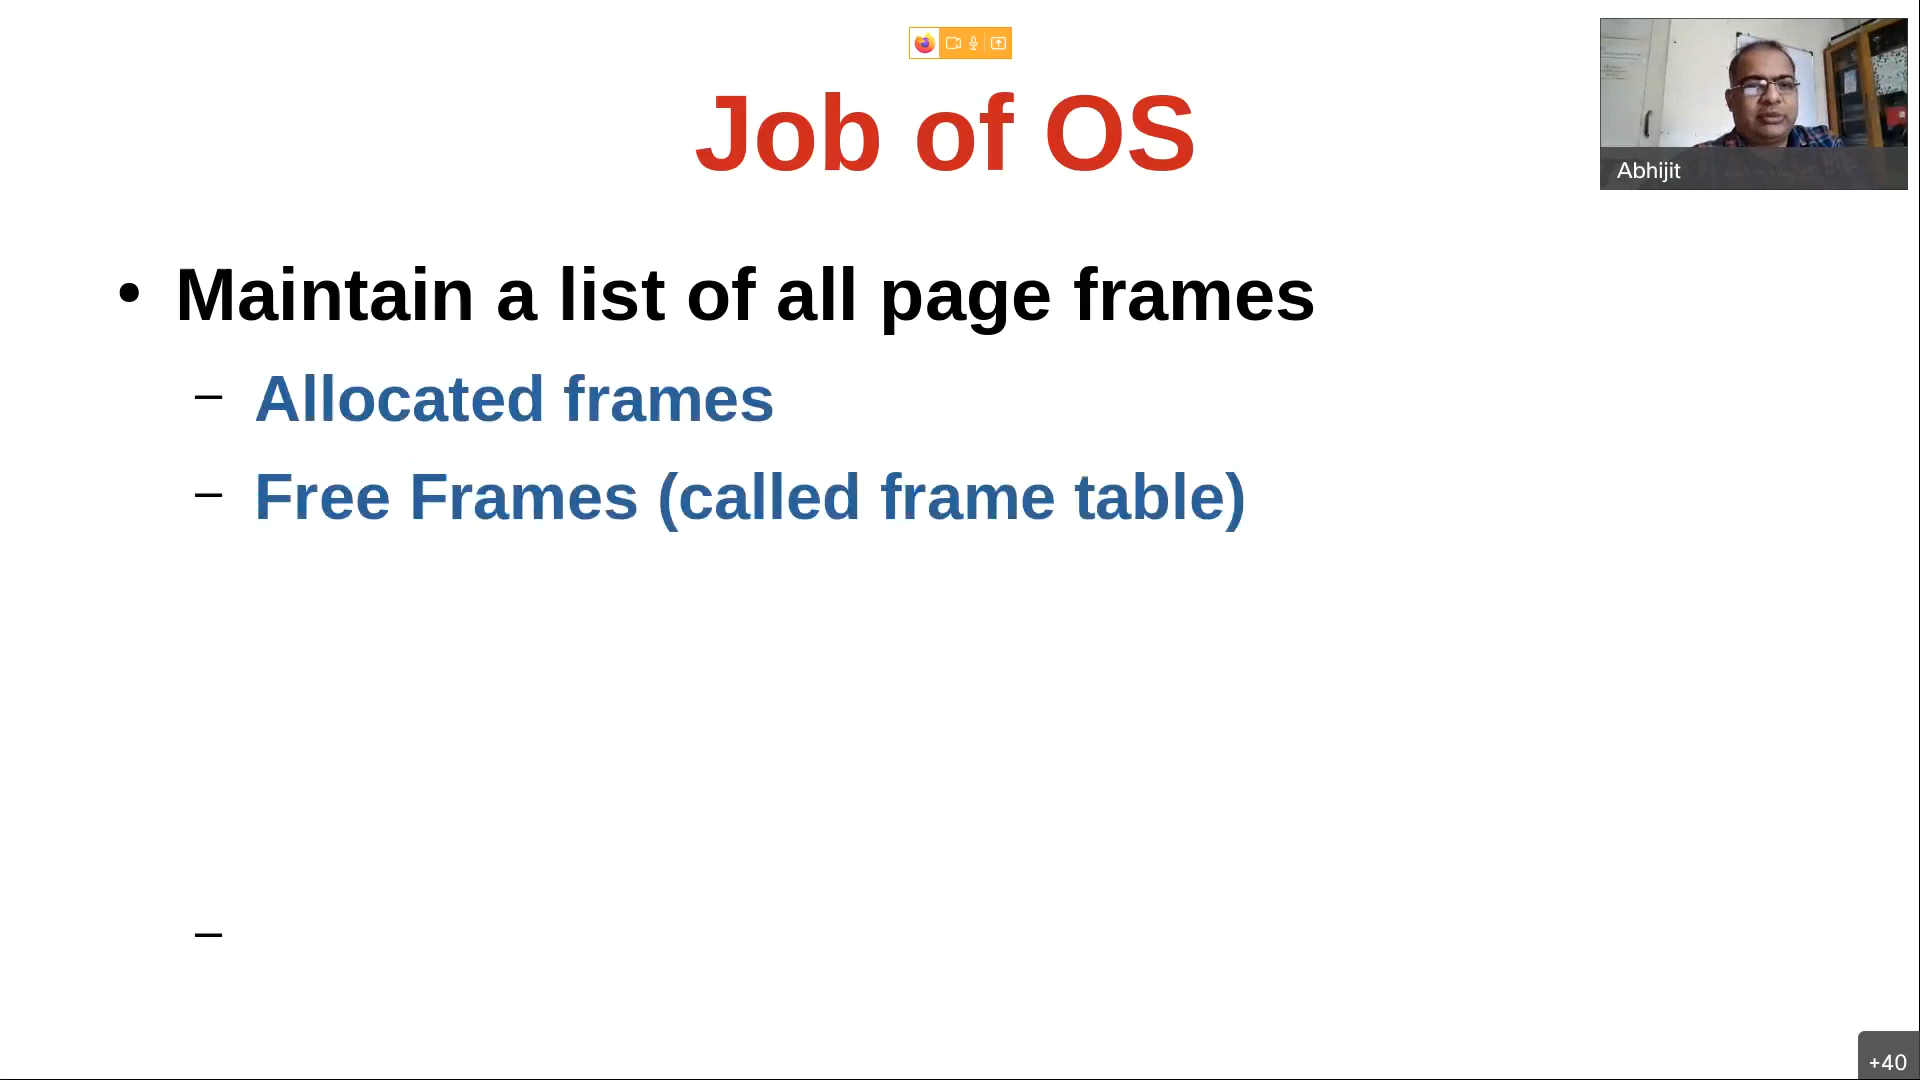 Job of OS
Abhijit
• Maintain a list of all page frames
– Allocated frames
– Free Frames (called frame table)
–
+40